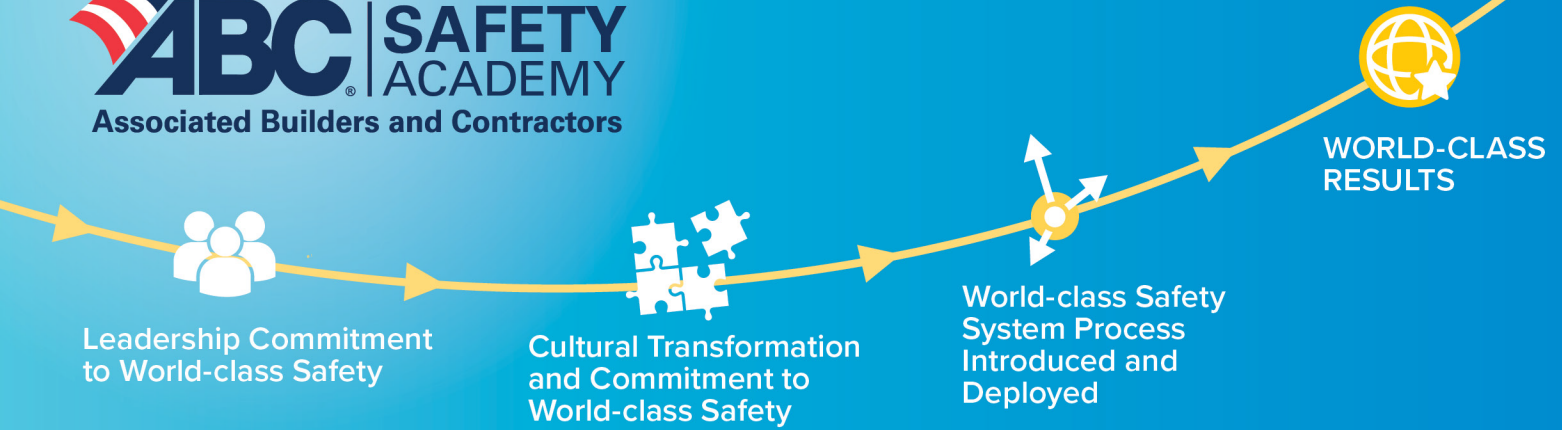 ABC® SAFETY
ACADEMY
Associated Builders and Contractors
Leadership Commitment
to World-class Safety
Cultural Transformation
and Commitment to
World-class Safety
World-class Safety
System Process
Introduced and
Deployed
WORLD-CLASS
RESULTS